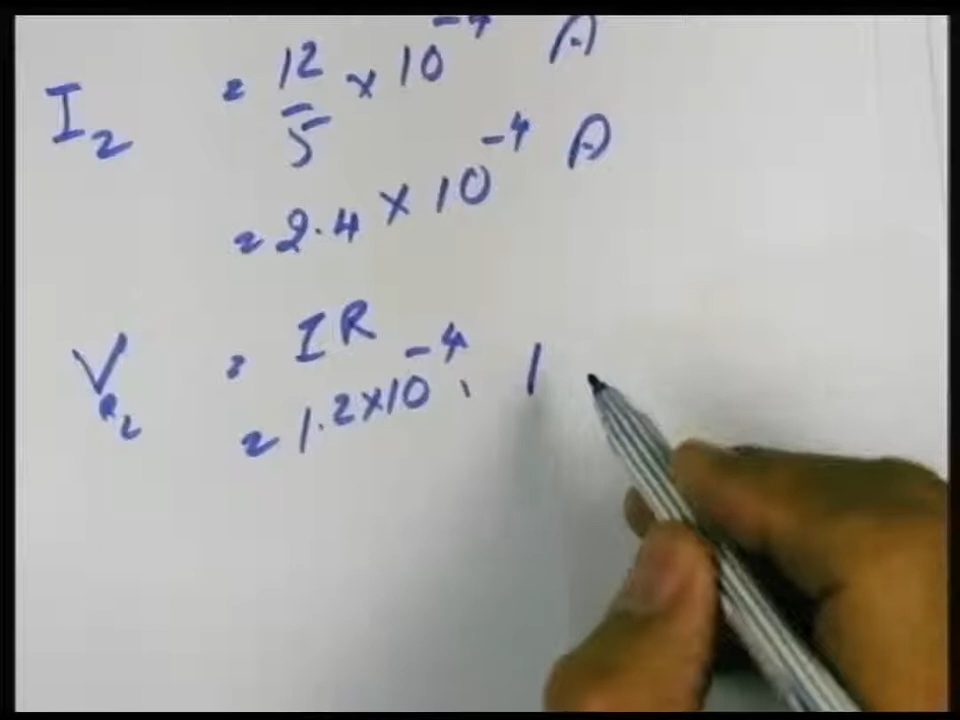 I₂ = 12/5 × 10⁻⁴ A
= 2.4 × 10⁻⁴ A
V_R₂ = IR
= 1.2×10⁻⁴ . 1